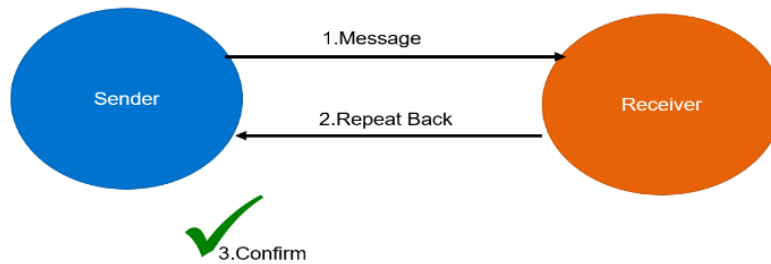 1.Message
Sender
Receiver
2.Repeat Back
3.Confirm